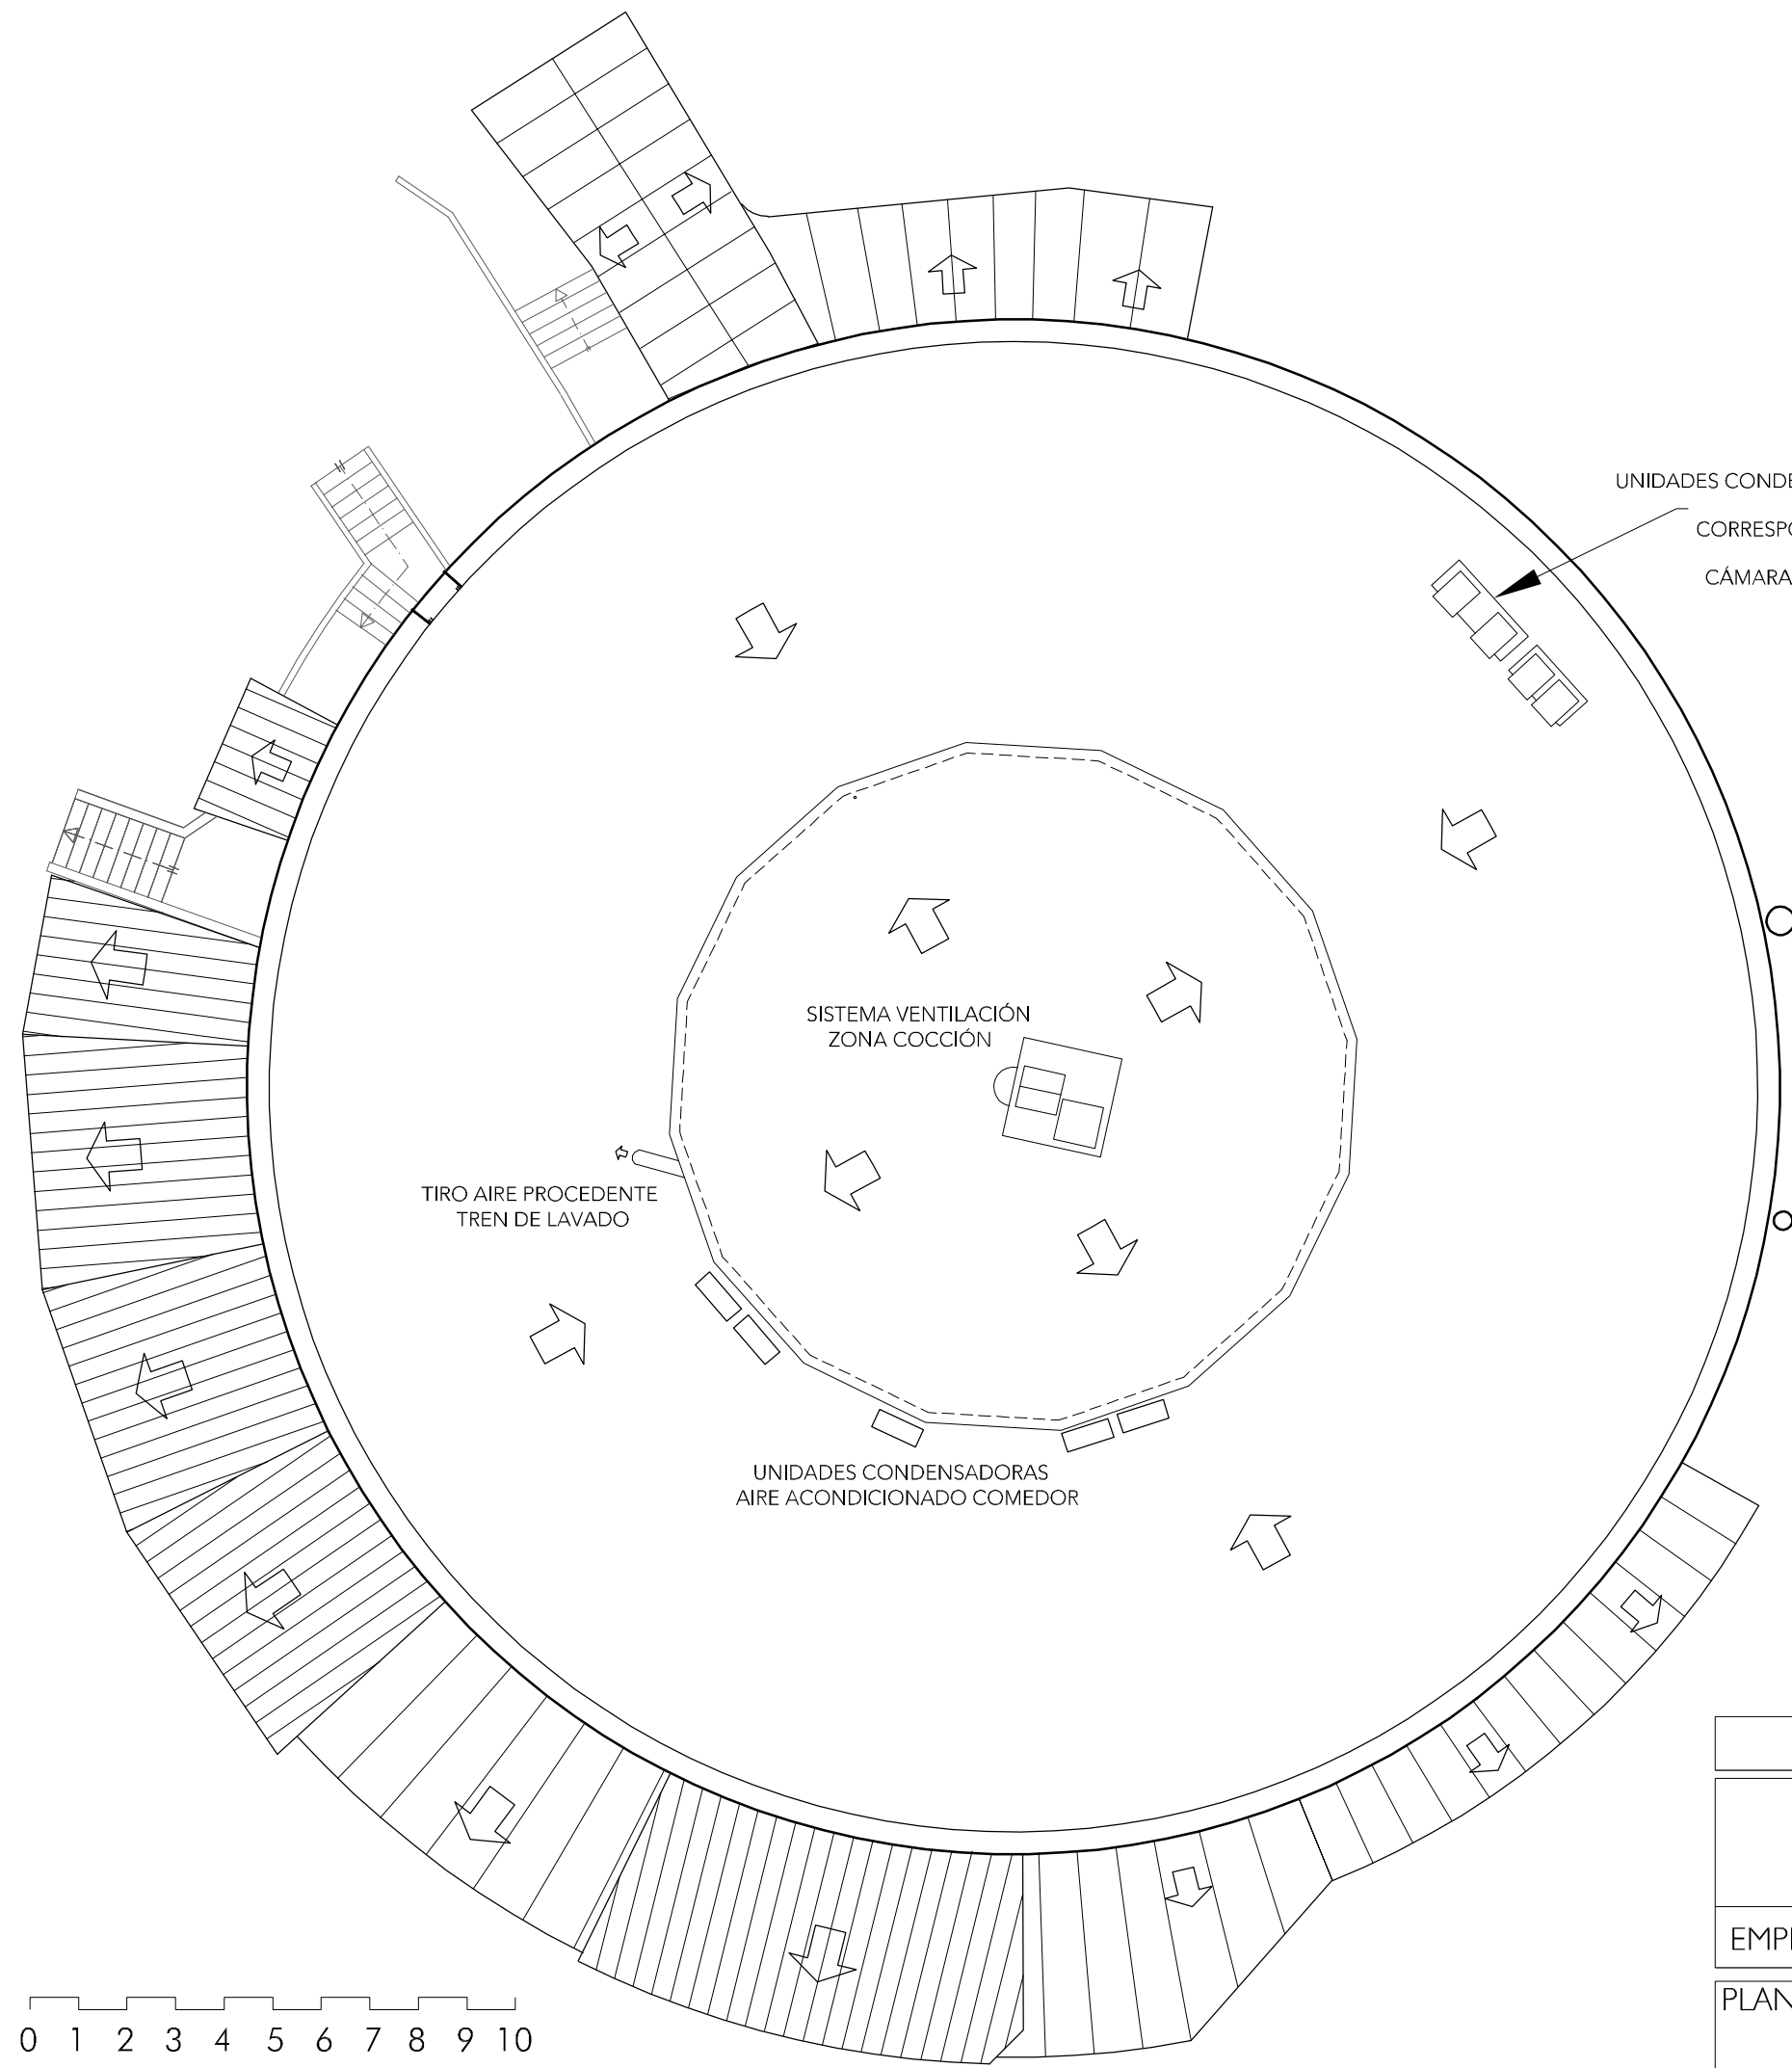 UNIDADES CONDE
CORRESPO
CÁMARA
SISTEMA VENTILACIÓN
ZONA COCCIÓN
TIRO AIRE PROCEDENTE
TREN DE LAVADO
UNIDADES CONDENSADORAS
AIRE ACONDICIONADO COMEDOR
EMP
PLAN
0 1 2 3 4 5 6 7 8 9 10